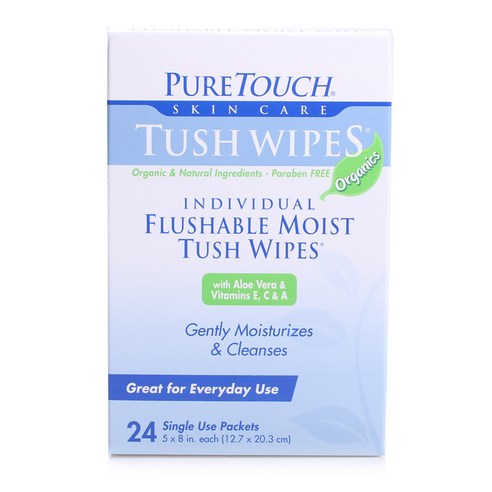 PURETOUCH®
SKIN CARE
TUSH WIPES®
Organic & Natural Ingredients - Paraben FREE
Organics
INDIVIDUAL
FLUSHABLE MOIST
TUSH WIPES®
with Aloe Vera &
Vitamins E, C & A
Gently Moisturizes
& Cleanses
Great for Everyday Use
24 Single Use Packets
5 x 8 in. each (12.7 x 20.3 cm)